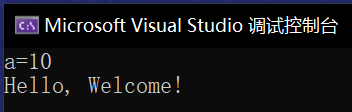 Microsoft Visual Studio 调试控制台
a=10
Hello, Welcome!